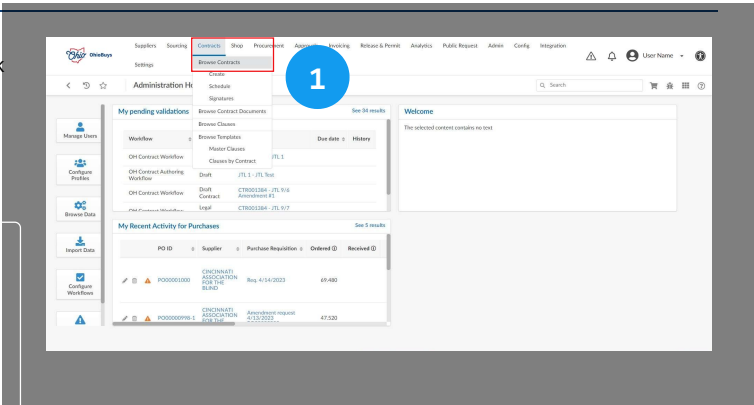 Suppliers Sourcing Contracts Shop Procurement Invoicing Release & Permit Analytics Public Request Admin Config Integration
Ohio OhioBuys
Settings
User Name
Browse Contracts
Create
Schedule
Signatures
Browse Contract Documents
Browse Clauses
Browse Templates
Master Clauses
Clauses by Contract
1
Administration
Search
Manage Users
Configure Profiles
Browse Data
Import Data
Configure Workflows
My pending validations
See 34 results
Workflow Due date History
OH Contract Workflow JTL 1
OH Contract Authoring Workflow Draft JTL 1 - JTL Test
OH Contract Workflow Draft Contract CTR001384 - JTL 9/6 Amendment #1
OH Contract Workflow Legal CTR001384 - JTL 9/7
Welcome
The selected content contains no text
My Recent Activity for Purchases
See 5 results
PO ID Supplier Purchase Requisition Ordered Received
PO00001000 CINCINNATI ASSOCIATION FOR THE BLIND Req. 4/14/2023 69.480
PO00000998-1 CINCINNATI ASSOCIATION FOR THE Amendment request 4/13/2023 47.520